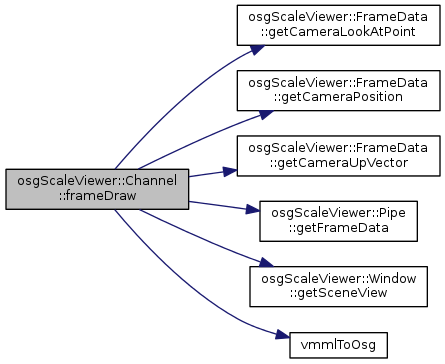 osgScaleViewer::FrameData
::getCameraLookAtPoint
osgScaleViewer::FrameData
::getCameraPosition
osgScaleViewer::FrameData
::getCameraUpVector
osgScaleViewer::Channel
::frameDraw
osgScaleViewer::Pipe
::getFrameData
osgScaleViewer::Window
::getSceneView
vmmlToOsg